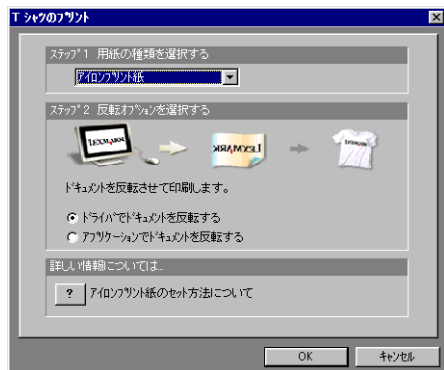 T シャツのプリント
ステップ 1 用紙の種類を選択する
アイロンプリント紙
ステップ 2 反転オプションを選択する
LEXMARK
LEXMARK
LEXMARK
ドキュメントを反転させて印刷します。
ドライバでドキュメントを反転する
アプリケーションでドキュメントを反転する
詳しい情報については...
? アイロンプリント紙のセット方法について
OK キャンセル